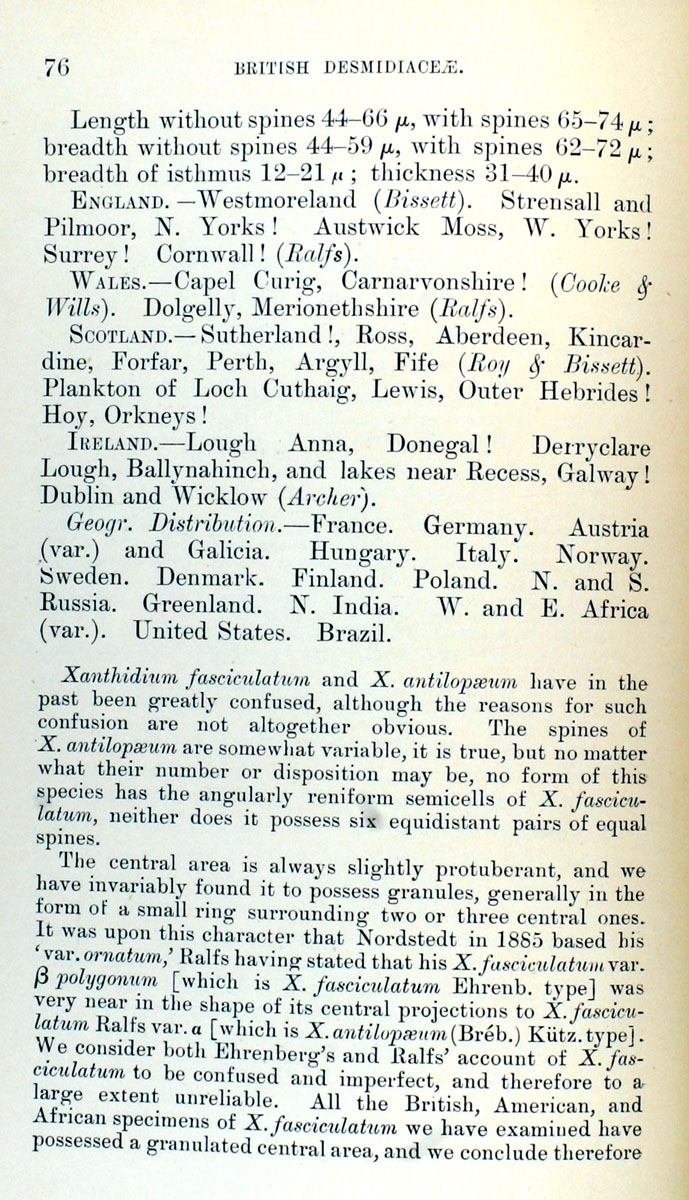 76 BRITISH DESMIDIACEÆ.
Length without spines 44–66 μ, with spines 65–74 μ ;
breadth without spines 44–59 μ, with spines 62–72 μ ;
breadth of isthmus 12–21 μ ; thickness 31–40 μ.
ENGLAND.—Westmoreland (Bissett). Strensall and
Pilmoor, N. Yorks ! Austwick Moss, W. Yorks !
Surrey ! Cornwall ! (Ralfs).
WALES.—Capel Curig, Carnarvonshire ! (Cooke &
Wills). Dolgelly, Merionethshire (Ralfs).
SCOTLAND.—Sutherland !, Ross, Aberdeen, Kincar-
dine, Forfar, Perth, Argyll, Fife (Roy & Bissett).
Plankton of Loch Cuthaig, Lewis, Outer Hebrides !
Hoy, Orkneys !
IRELAND.—Lough Anna, Donegal ! Derryclare
Lough, Ballynahinch, and lakes near Recess, Galway !
Dublin and Wicklow (Archer).
Geogr. Distribution.—France. Germany. Austria
(var.) and Galicia. Hungary. Italy. Norway.
Sweden. Denmark. Finland. Poland. N. and S.
Russia. Greenland. N. India. W. and E. Africa
(var.). United States. Brazil.
Xanthidium fasciculatum and X. antilopæum have in the
past been greatly confused, although the reasons for such
confusion are not altogether obvious. The spines of
X. antilopæum are somewhat variable, it is true, but no matter
what their number or disposition may be, no form of this
species has the angularly reniform semicells of X. fascicu-
latum, neither does it possess six equidistant pairs of equal
spines.
The central area is always slightly protuberant, and we
have invariably found it to possess granules, generally in the
form of a small ring surrounding two or three central ones.
It was upon this character that Nordstedt in 1885 based his
‘var. ornatum,’ Ralfs having stated that his X. fasciculatum var.
β polygonum [which is X. fasciculatum Ehrenb. type] was
very near in the shape of its central projections to X. fascicu-
latum Ralfs var. a [which is X. antilopæum (Bréb.) Kütz. type].
We consider both Ehrenberg’s and Ralfs’ account of X. fas-
ciculatum to be confused and imperfect, and therefore to a
large extent unreliable. All the British, American, and
African specimens of X. fasciculatum we have examined have
possessed a granulated central area, and we conclude therefore